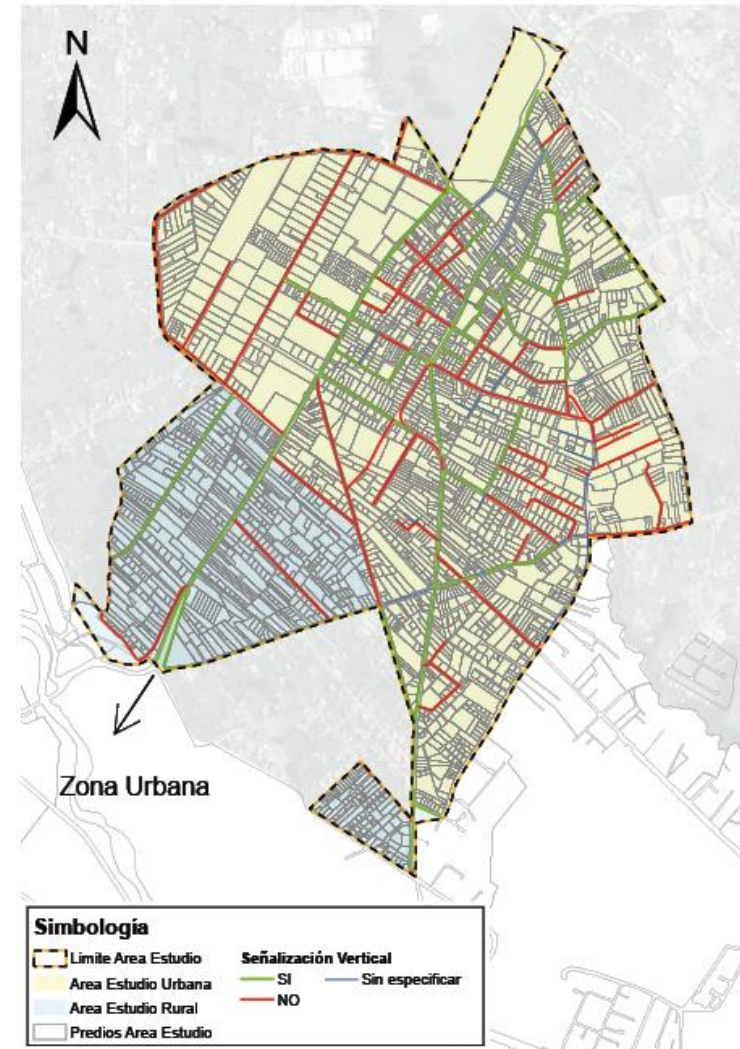 N
Zona Urbana
Simbología
Limite Area Estudio
Area Estudio Urbana
Area Estudio Rural
Predios Area Estudio
Señalización Vertical
SI
Sin especificar
NO